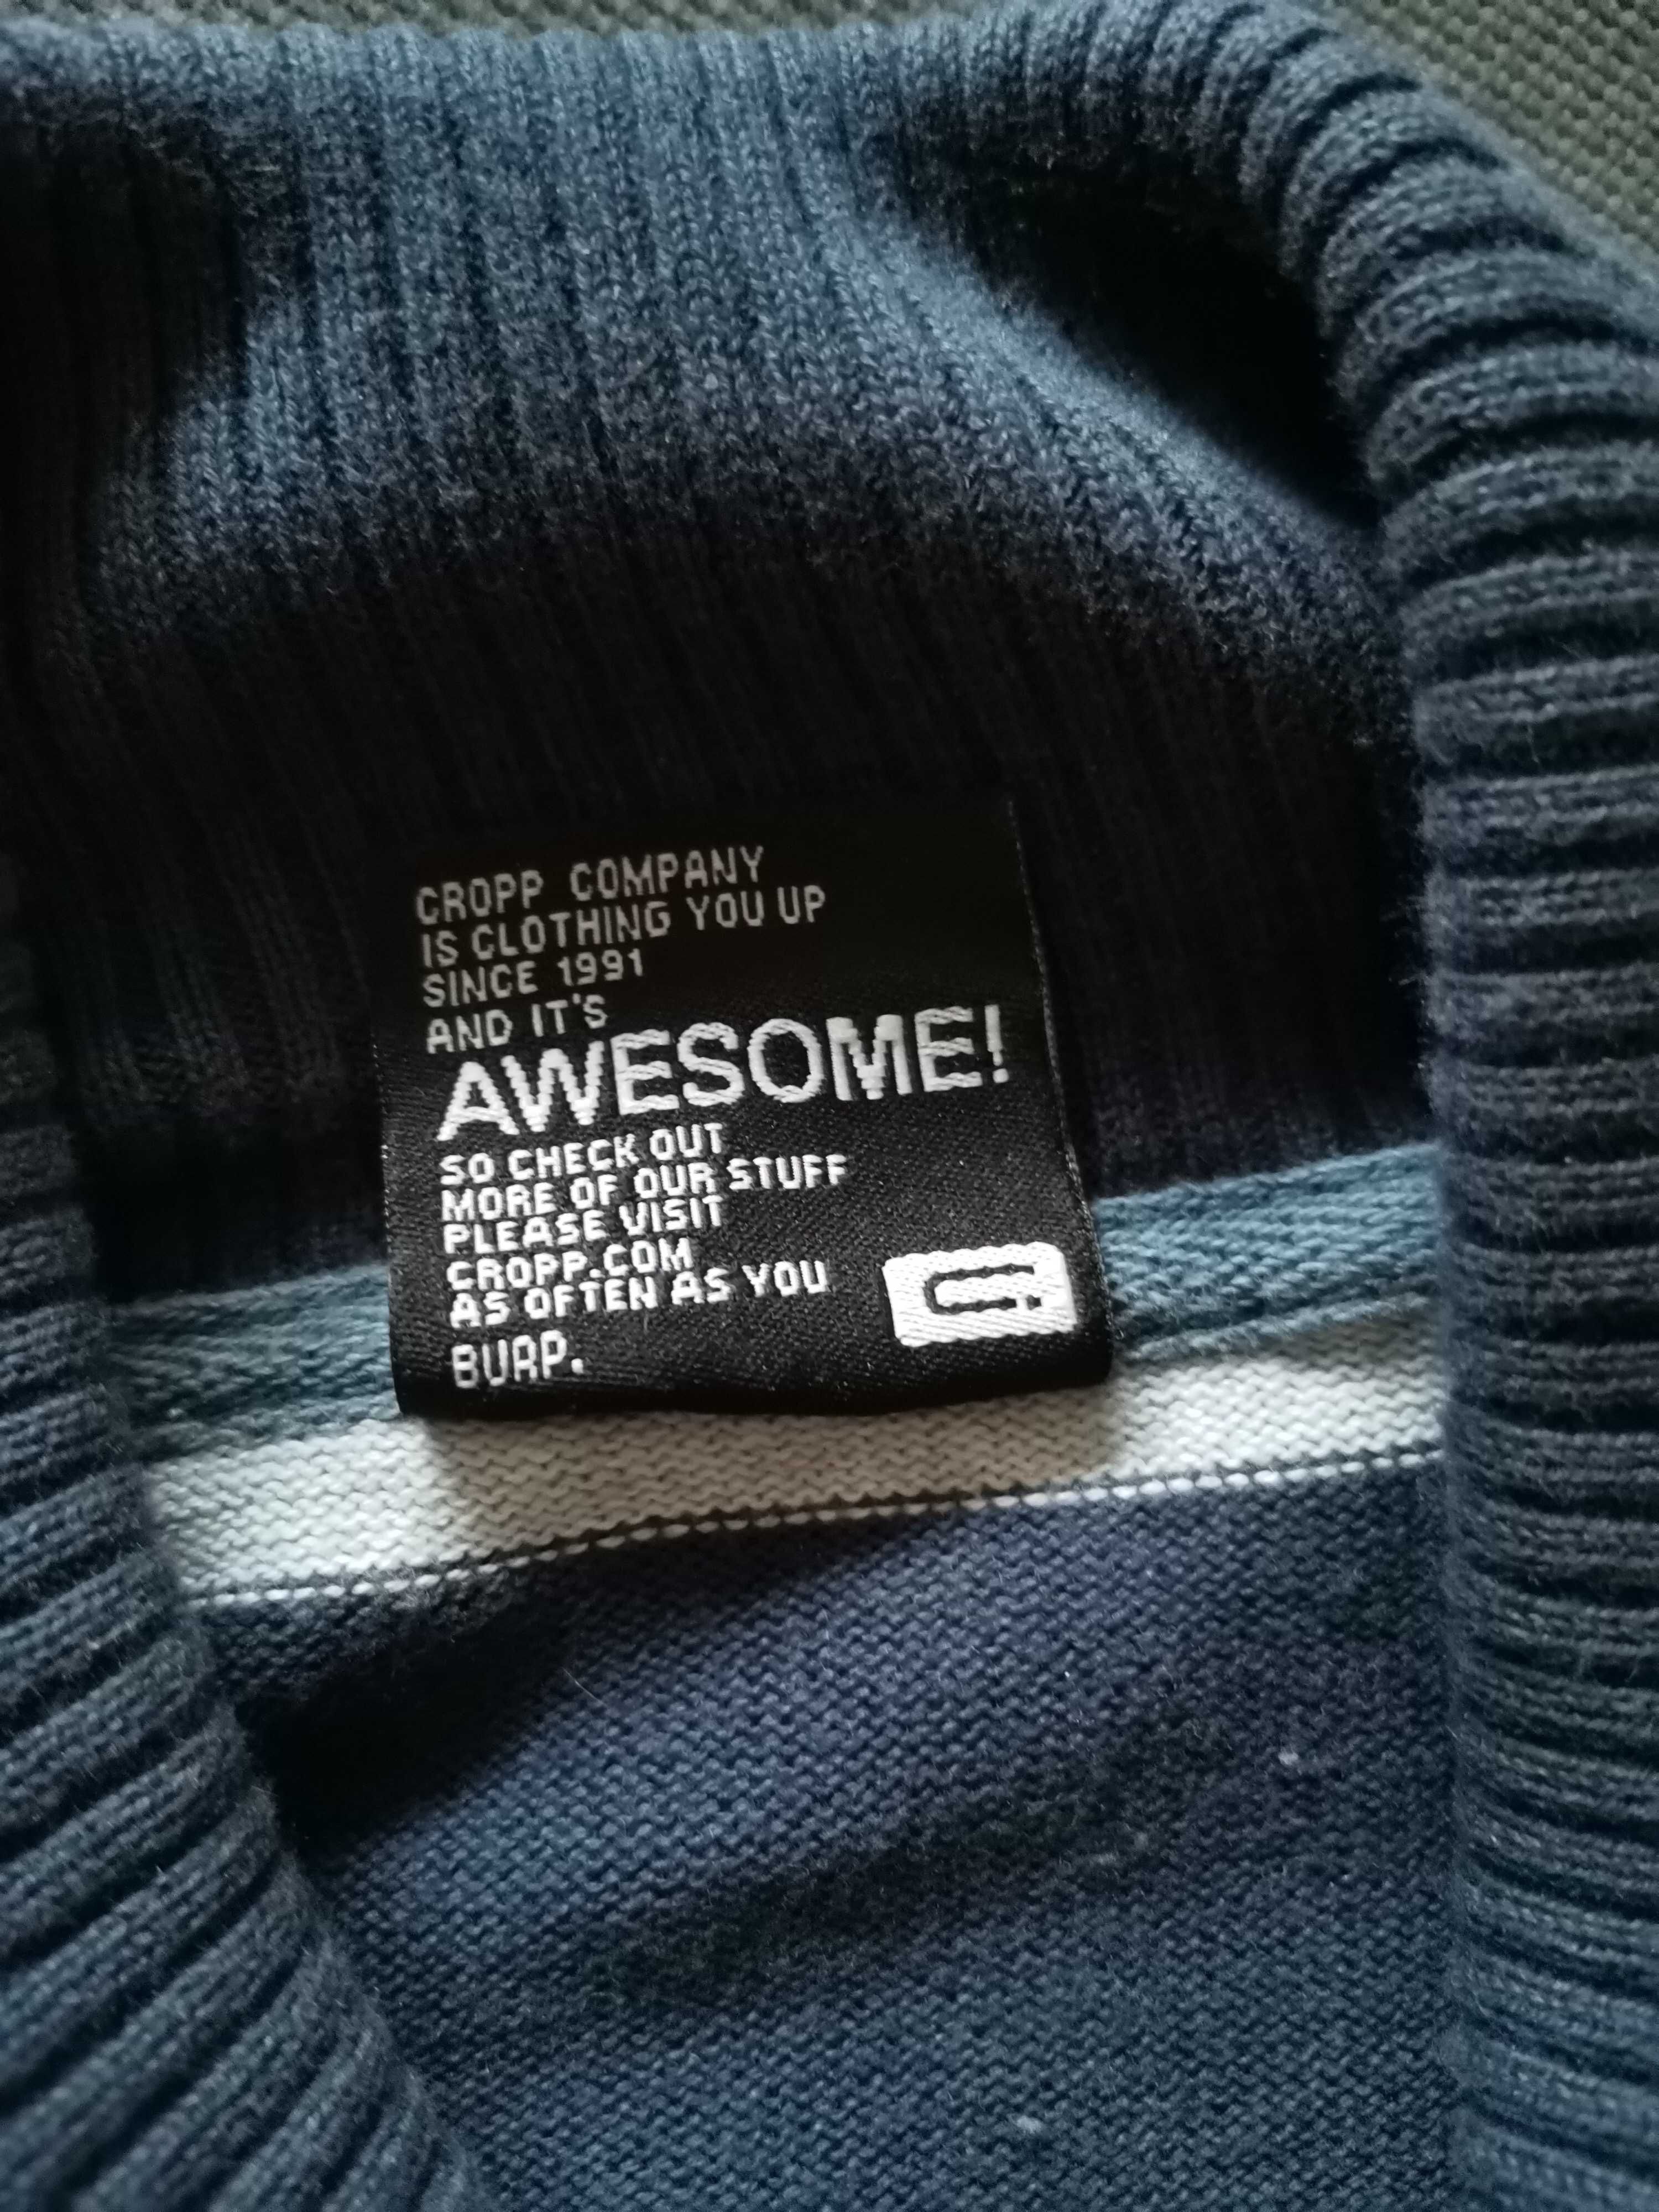 CROPP COMPANY
IS CLOTHING YOU UP
SINCE 1991
AND IT'S
AWESOME!
SO CHECK OUT
MORE OF OUR STUFF
PLEASE VISIT
CROPP.COM
AS OFTEN AS YOU
BURP.